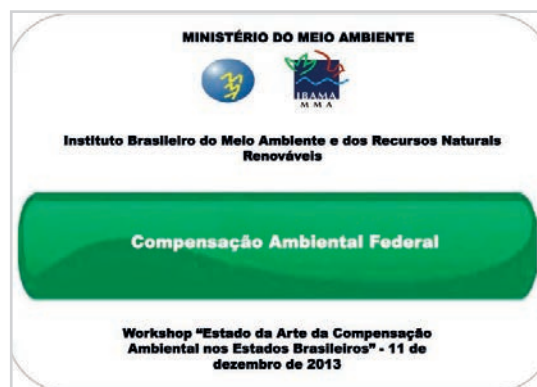 MINISTÉRIO DO MEIO AMBIENTE
IBAMA
MMA
Instituto Brasileiro do Meio Ambiente e dos Recursos Naturais
Renováveis
Compensação Ambiental Federal
Workshop “Estado da Arte da Compensação
Ambiental nos Estados Brasileiros” - 11 de
dezembro de 2013